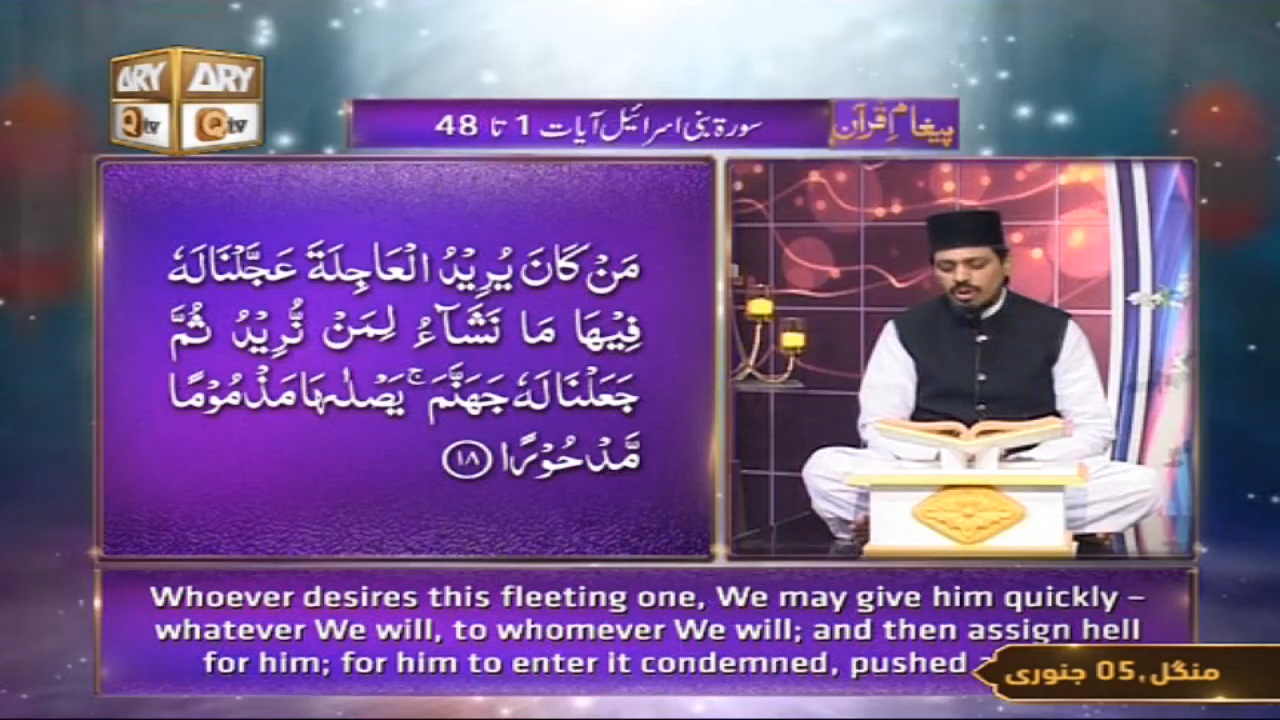 ARY ARY
Qtv Qtv
سورۃ بنی اسرائیل آیات 1 تا 48
پیغامِ قرآن
مَنۡ كَانَ يُرِيۡدُ الۡعَاجِلَةَ عَجَّلۡنَا لَهٗ
فِيۡهَا مَا نَشَآءُ لِمَنۡ نُّرِيۡدُ ثُمَّ
جَعَلۡنَا لَهٗ جَهَنَّمَ‌ۚ يَصۡلٰٮهَا مَذۡمُوۡمًا
مَّدۡحُوۡرًا ﴿۱۸﴾
Whoever desires this fleeting one, We may give him quickly –
whatever We will, to whomever We will; and then assign hell
for him; for him to enter it condemned, pushed
منگل, 05 جنوری